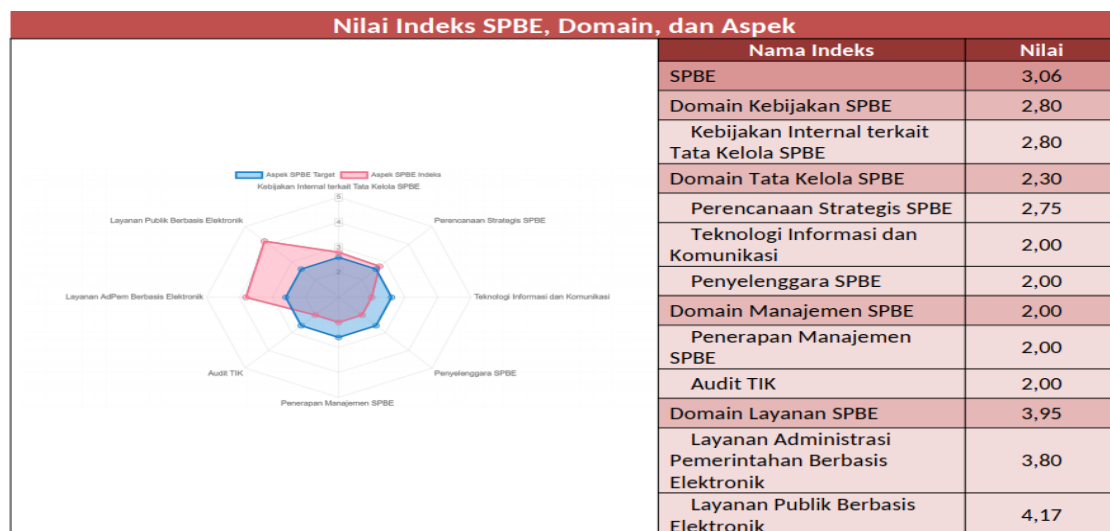 Nilai Indeks SPBE, Domain, dan Aspek
Aspek SPBE Target Aspek SPBE Indeks
Kebijakan Internal terkait Tata Kelola SPBE
5
4
3
2
Layanan Publik Berbasis Elektronik
Perencanaan Strategis SPBE
Layanan AdPem Berbasis Elektronik
Teknologi Informasi dan Komunikasi
Audit TIK
Penyelenggara SPBE
Penerapan Manajemen SPBE
Nama Indeks Nilai
SPBE 3,06
Domain Kebijakan SPBE 2,80
Kebijakan Internal terkait
Tata Kelola SPBE 2,80
Domain Tata Kelola SPBE 2,30
Perencanaan Strategis SPBE 2,75
Teknologi Informasi dan
Komunikasi 2,00
Penyelenggara SPBE 2,00
Domain Manajemen SPBE 2,00
Penerapan Manajemen
SPBE 2,00
Audit TIK 2,00
Domain Layanan SPBE 3,95
Layanan Administrasi
Pemerintahan Berbasis 3,80
Elektronik
Layanan Publik Berbasis
Elektronik 4,17